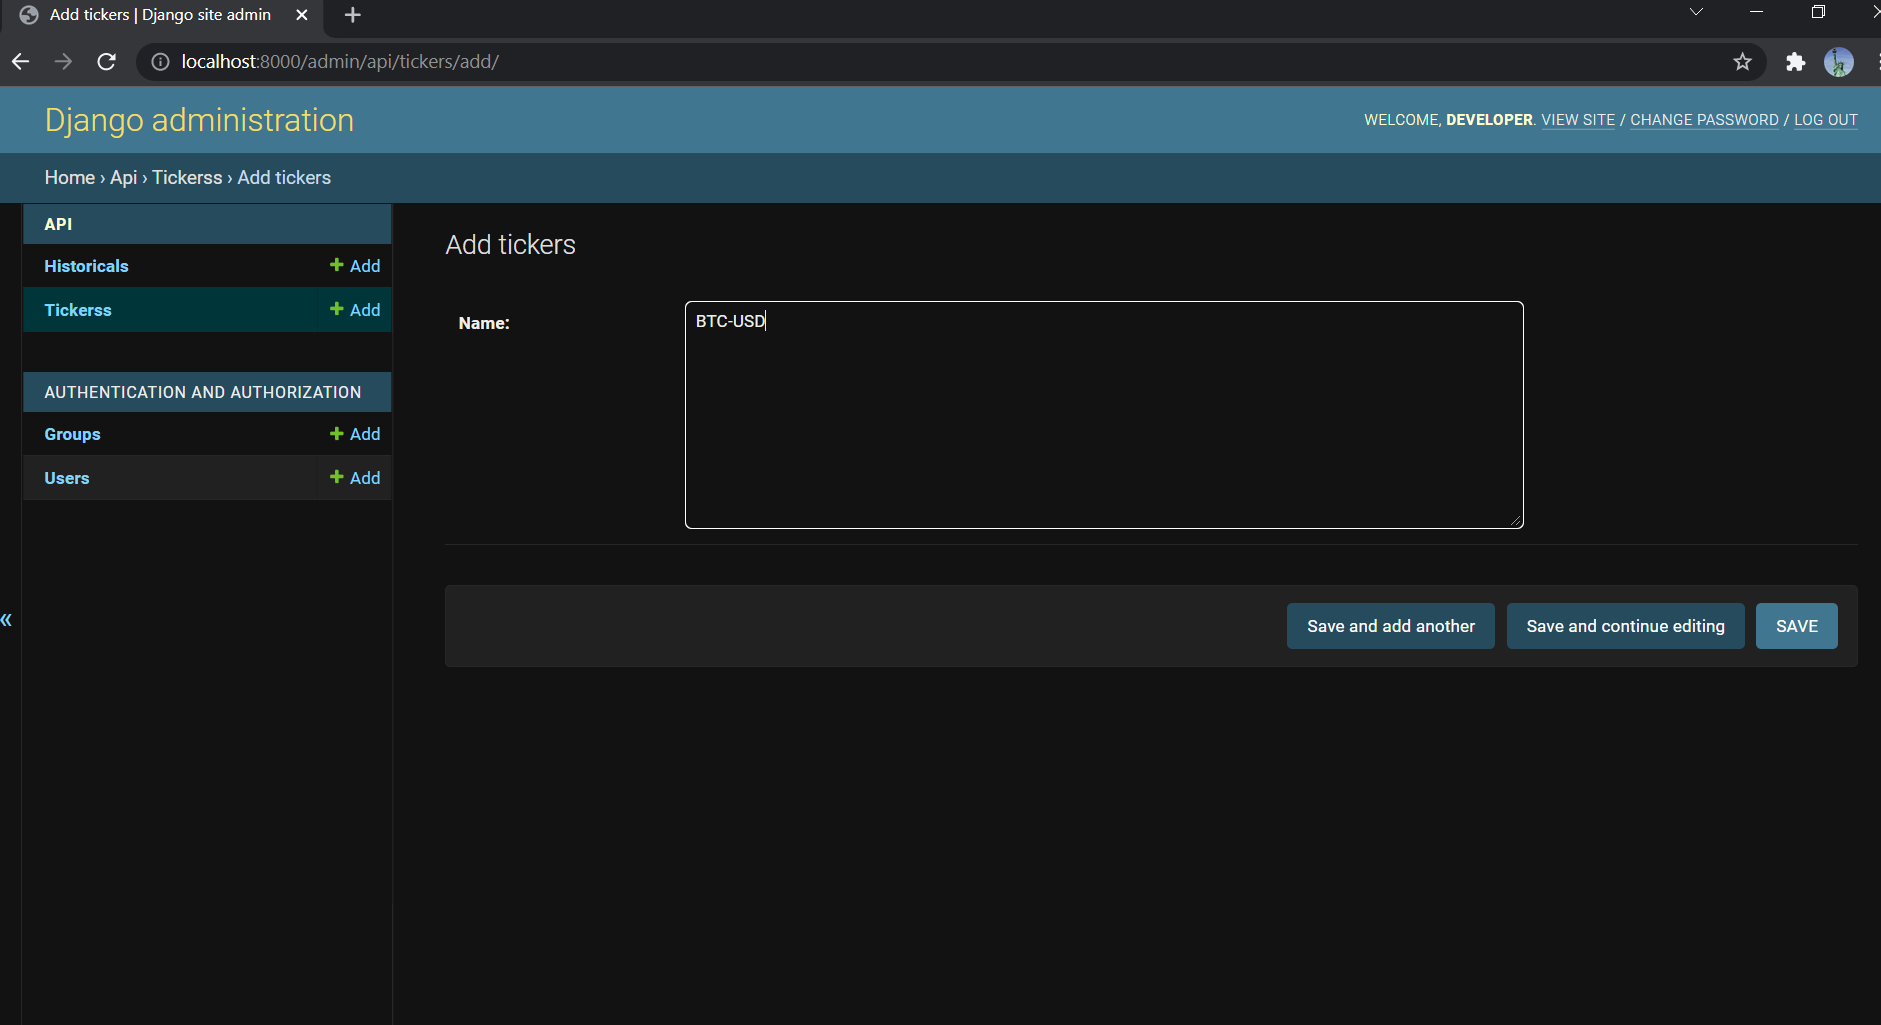 Add tickers | Django site admin
localhost:8000/admin/api/tickers/add/
Django administration
WELCOME, DEVELOPER. VIEW SITE / CHANGE PASSWORD / LOG OUT
Home › Api › Tickerss › Add tickers
API
Historicals + Add
Tickerss + Add
AUTHENTICATION AND AUTHORIZATION
Groups + Add
Users + Add
«
Add tickers
Name: BTC-USD
Save and add another Save and continue editing SAVE